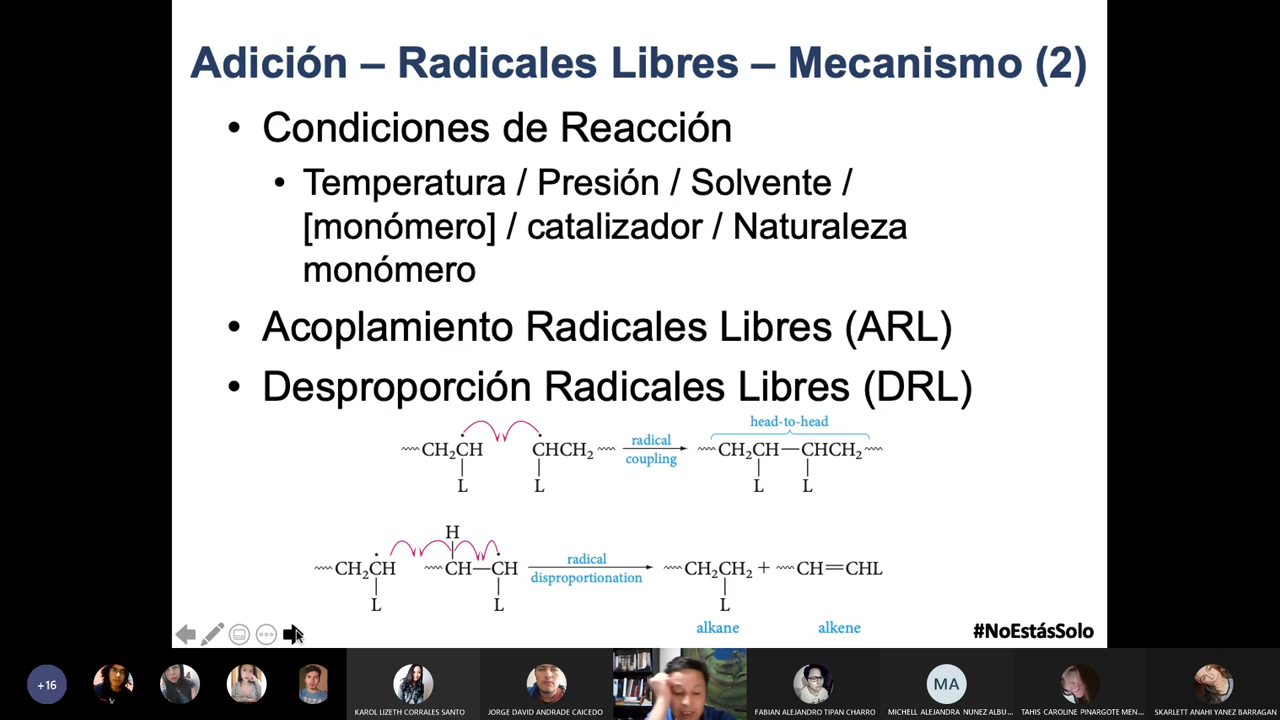 Adición – Radicales Libres – Mecanismo (2)
• Condiciones de Reacción
• Temperatura / Presión / Solvente /
[monómero] / catalizador / Naturaleza
monómero
• Acoplamiento Radicales Libres (ARL)
• Desproporción Radicales Libres (DRL)
head-to-head
CH₂CH CHCH₂ radical coupling CH₂CH—CHCH₂
L L L L
H
CH₂CH CH—CH radical disproportionation CH₂CH₂ + CH=CHL
L L L
alkane alkene
#NoEstásSolo
+16
MA
KAROL LIZETH CORRALES SANTO
JORGE DAVID ANDRADE CAICEDO
FABIAN ALEJANDRO TIPAN CHARRO
MICHELL ALEJANDRA NUNEZ ALBU...
TAHIS CAROLINE PINARGOTE MEN...
SKARLETT ANAHI YANEZ BARRAGAN